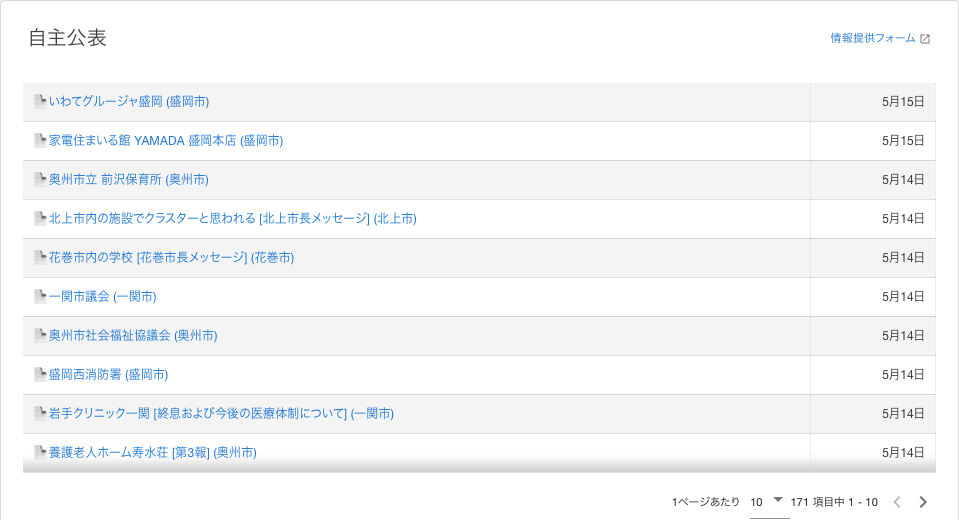 自主公表
情報提供フォーム
いわてグルージャ盛岡 (盛岡市) 5月15日
家電住まいる館 YAMADA 盛岡本店 (盛岡市) 5月15日
奥州市立 前沢保育所 (奥州市) 5月14日
北上市内の施設でクラスターと思われる [北上市長メッセージ] (北上市) 5月14日
花巻市内の学校 [花巻市長メッセージ] (花巻市) 5月14日
一関市議会 (一関市) 5月14日
奥州市社会福祉協議会 (奥州市) 5月14日
盛岡西消防署 (盛岡市) 5月14日
岩手クリニック一関 [終息および今後の医療体制について] (一関市) 5月14日
養護老人ホーム寿水荘 [第3報] (奥州市) 5月14日
1ページあたり 10 171 項目中 1 - 10